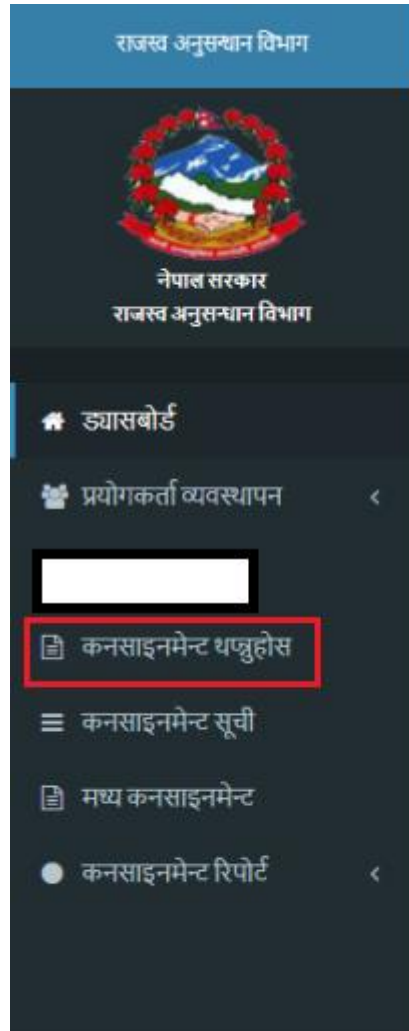 राजस्व अनुसन्धान विभाग
नेपाल सरकार
राजस्व अनुसन्धान विभाग
ड्यासबोर्ड
प्रयोगकर्ता व्यवस्थापन
कनसाइनमेन्ट थप्नुहोस
कनसाइनमेन्ट सूची
मध्य कनसाइनमेन्ट
कनसाइनमेन्ट रिपोर्ट